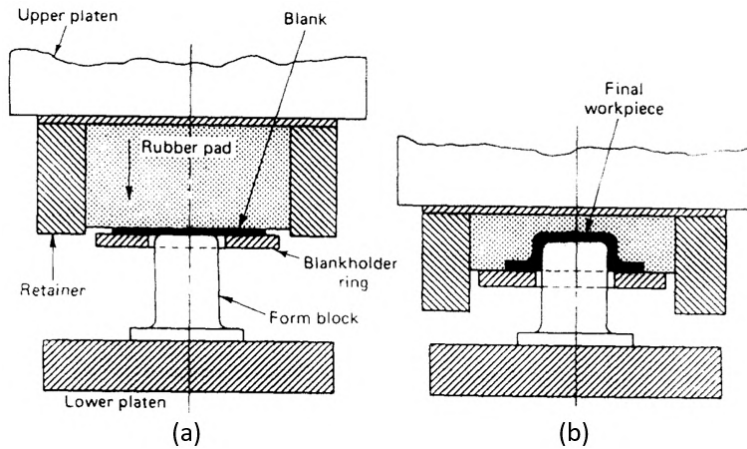 Upper platen
Blank
Rubber pad
Retainer
Blankholder
ring
Form block
Lower platen
(a)
Final
workpiece
(b)